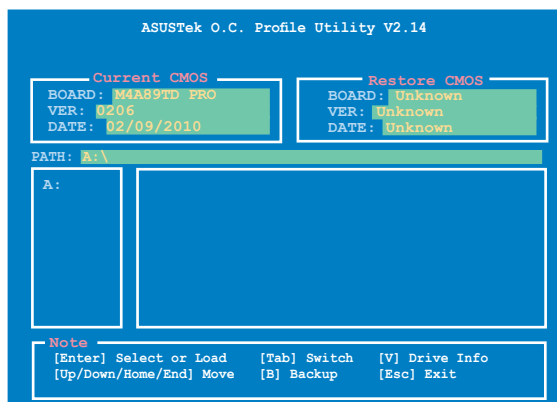 ASUSTek O.C. Profile Utility V2.14
Current CMOS
BOARD: M4A89TD PRO
VER: 0206
DATE: 02/09/2010
Restore CMOS
BOARD: Unknown
VER: Unknown
DATE: Unknown
PATH: A:\
A:
Note
[Enter] Select or Load [Tab] Switch [V] Drive Info
[Up/Down/Home/End] Move [B] Backup [Esc] Exit